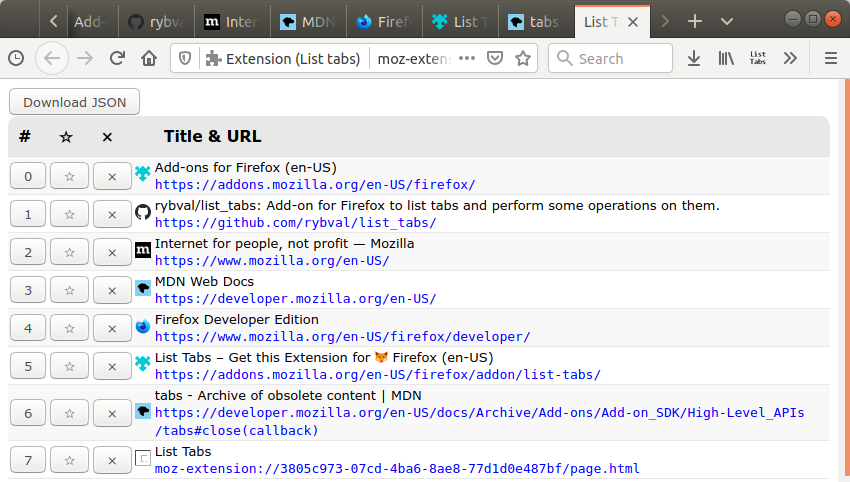 Add-
rybva
Inter
MDN
Firefo
List T
tabs
List Ta
Extension (List tabs)
moz-exten
Search
List
Tabs
Download JSON
# ☆ × Title & URL
0 ☆ × Add-ons for Firefox (en-US)
https://addons.mozilla.org/en-US/firefox/
1 ☆ × rybval/list_tabs: Add-on for Firefox to list tabs and perform some operations on them.
https://github.com/rybval/list_tabs/
2 ☆ × Internet for people, not profit — Mozilla
https://www.mozilla.org/en-US/
3 ☆ × MDN Web Docs
https://developer.mozilla.org/en-US/
4 ☆ × Firefox Developer Edition
https://www.mozilla.org/en-US/firefox/developer/
5 ☆ × List Tabs – Get this Extension for 🦊 Firefox (en-US)
https://addons.mozilla.org/en-US/firefox/addon/list-tabs/
6 ☆ × tabs - Archive of obsolete content | MDN
https://developer.mozilla.org/en-US/docs/Archive/Add-ons/Add-on_SDK/High-Level_APIs
/tabs#close(callback)
7 ☆ × List Tabs
moz-extension://3805c973-07cd-4ba6-8ae8-77d1d0e487bf/page.html